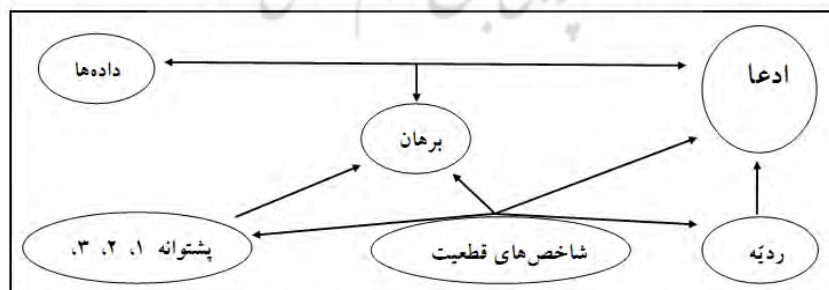 ادعا
داده‌ها
برهان
ردیّه
شاخص‌های قطعیت
پشتوانه ۱، ۲، ۳،